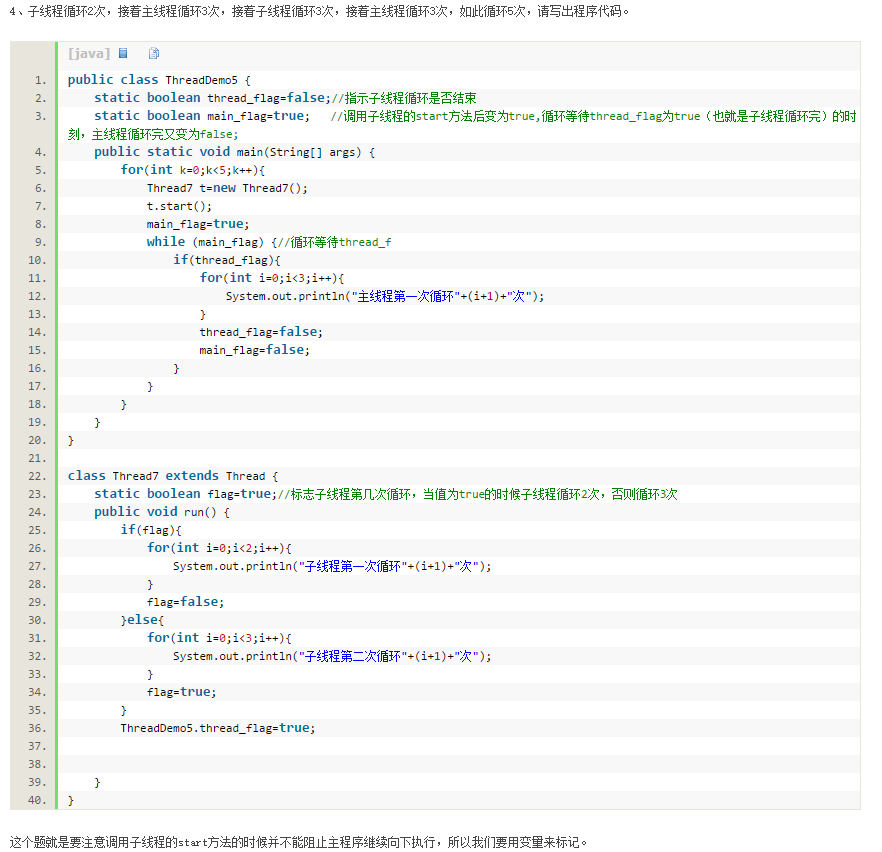 4、子线程循环2次，接着主线程循环3次，接着子线程循环3次，接着主线程循环3次，如此循环5次，请写出程序代码。
[java]
1. public class ThreadDemo5 {
2.     static boolean thread_flag=false;//指示子线程循环是否结束
3.     static boolean main_flag=true;   //调用子线程的start方法后变为true,循环等待thread_flag为true（也就是子线程循环完）的时
刻，主线程循环完又变为false;
4.     public static void main(String[] args) {
5.         for(int k=0;k<5;k++){
6.             Thread7 t=new Thread7();
7.             t.start();
8.             main_flag=true;
9.             while (main_flag) {//循环等待thread_f
10.                 if(thread_flag){
11.                     for(int i=0;i<3;i++){
12.                         System.out.println("主线程第一次循环"+(i+1)+"次");
13.                     }
14.                     thread_flag=false;
15.                     main_flag=false;
16.                 }
17.             }
18.         }
19.     }
20. }
21.
22. class Thread7 extends Thread {
23.     static boolean flag=true;//标志子线程第几次循环，当值为true的时候子线程循环2次，否则循环3次
24.     public void run() {
25.         if(flag){
26.             for(int i=0;i<2;i++){
27.                 System.out.println("子线程第一次循环"+(i+1)+"次");
28.             }
29.             flag=false;
30.         }else{
31.             for(int i=0;i<3;i++){
32.                 System.out.println("子线程第二次循环"+(i+1)+"次");
33.             }
34.             flag=true;
35.         }
36.         ThreadDemo5.thread_flag=true;
37.
38.
39.     }
40. }
这个题就是要注意调用子线程的start方法的时候并不能阻止主程序继续向下执行，所以我们要用变量来标记。